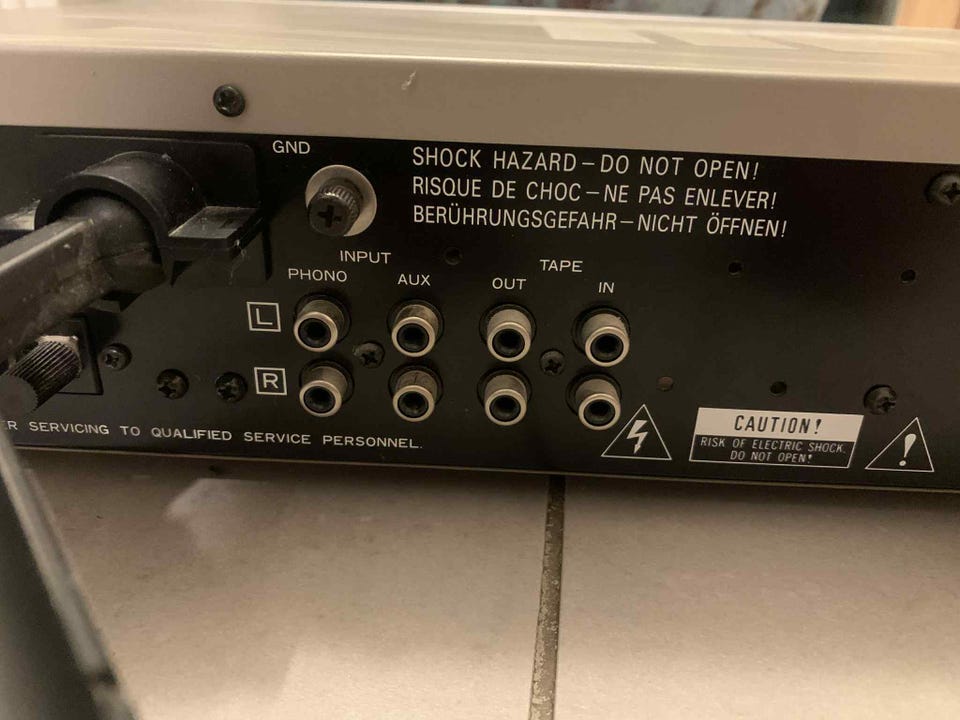 GND
SHOCK HAZARD – DO NOT OPEN!
RISQUE DE CHOC – NE PAS ENLEVER!
BERÜHRUNGSGEFAHR – NICHT ÖFFNEN!
INPUT
TAPE
PHONO
AUX
OUT
IN
L
R
ER SERVICING TO QUALIFIED SERVICE PERSONNEL.
CAUTION!
RISK OF ELECTRIC SHOCK.
DO NOT OPEN!